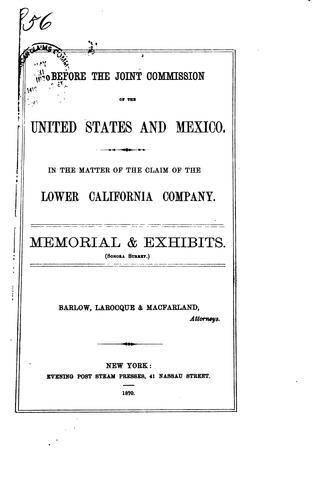 856
BEFORE THE JOINT COMMISSION
OF THE
UNITED STATES AND MEXICO.
IN THE MATTER OF THE CLAIM OF THE
LOWER CALIFORNIA COMPANY.
MEMORIAL & EXHIBITS.
(SONORA SURVEY.)
BARLOW, LAROCQUE & MACFARLAND,
Attorneys.
NEW YORK:
EVENING POST STEAM PRESSES, 41 NASSAU STREET.
1870.